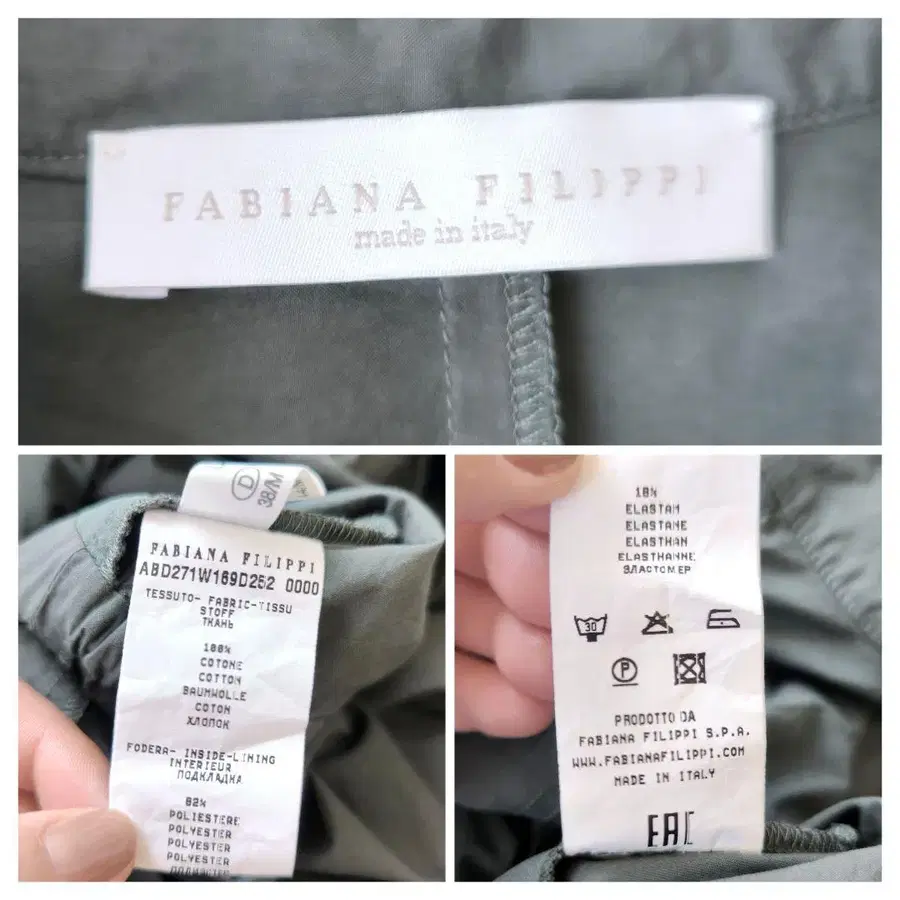 FABIANA FILIPPI
made in italy
D
38/M
FABIANA FILIPPI
ABD271W169D252 0000
TESSUTO- FABRIC-TISSU
STOFF
ТКАНЬ
100%
COTONE
COTTON
BAUMWOLLE
COTON
ХЛОПОК
FODERA- INSIDE-LINING
INTERIEUR
ПОДКЛАДКА
82%
POLIESTERE
POLYESTER
POLYESTER
POLYESTER
ПОЛИЭСТЕР
18%
ELASTAM
ELASTANE
ELASTHAN
ELASTHANNE
ЭЛАСТОМЕР
30
P
PRODOTTO DA
FABIANA FILIPPI S.P.A.
WWW.FABIANAFILIPPI.COM
MADE IN ITALY
EAC